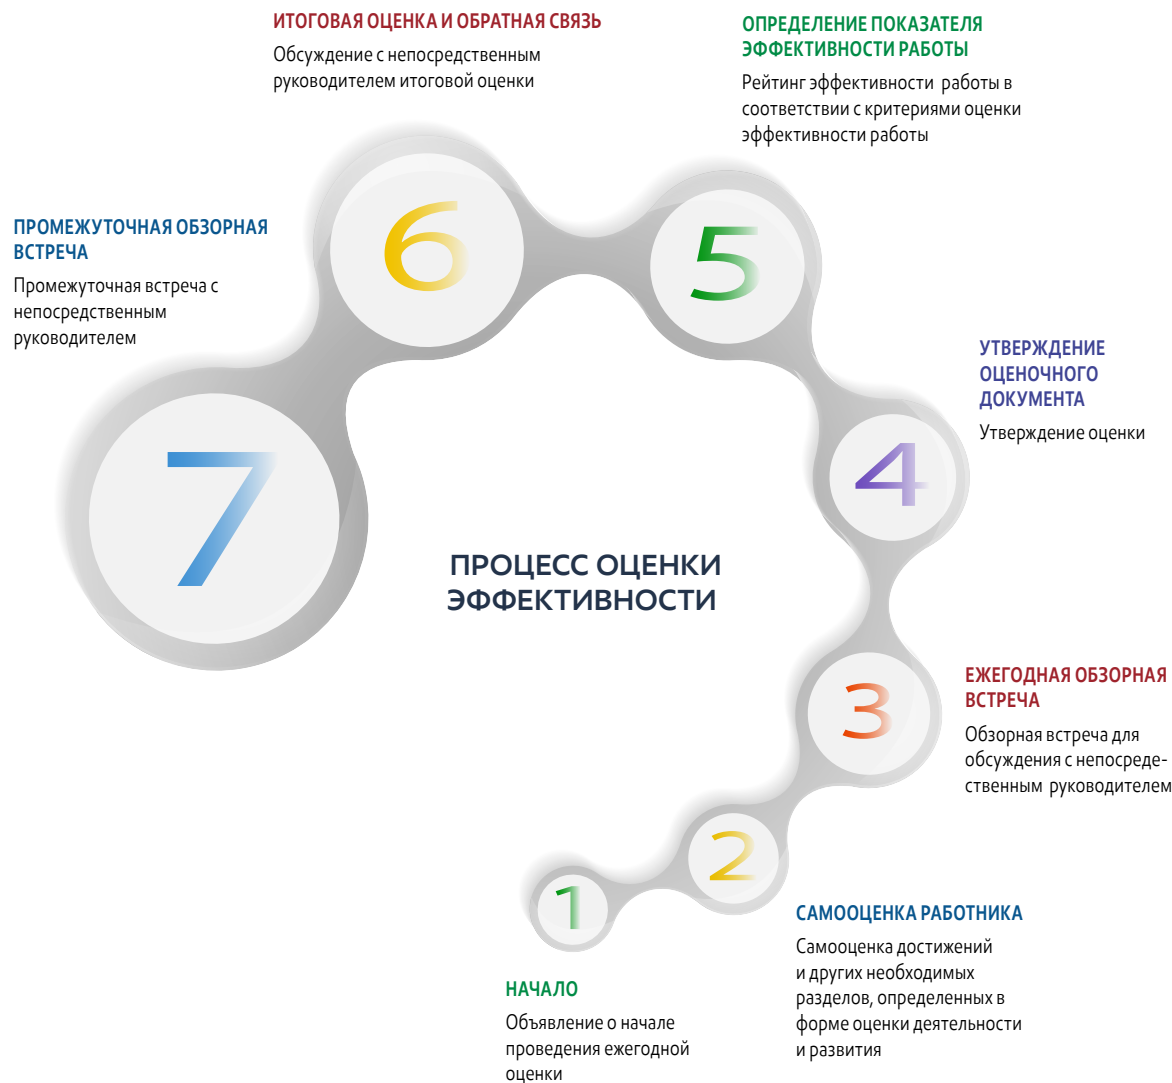 ИТОГОВАЯ ОЦЕНКА И ОБРАТНАЯ СВЯЗЬ
Обсуждение с непосредственным
руководителем итоговой оценки
ОПРЕДЕЛЕНИЕ ПОКАЗАТЕЛЯ
ЭФФЕКТИВНОСТИ РАБОТЫ
Рейтинг эффективности работы в
соответствии с критериями оценки
эффективности работы
ПРОМЕЖУТОЧНАЯ ОБЗОРНАЯ
ВСТРЕЧА
Промежуточная встреча с
непосредственным
руководителем
6
5
УТВЕРЖДЕНИЕ
ОЦЕНОЧНОГО
ДОКУМЕНТА
Утверждение оценки
7
4
ПРОЦЕСС ОЦЕНКИ
ЭФФЕКТИВНОСТИ
3
ЕЖЕГОДНАЯ ОБЗОРНАЯ
ВСТРЕЧА
Обзорная встреча для
обсуждения с непосреде-
ственным руководителем
2
1
САМООЦЕНКА РАБОТНИКА
Самооценка достижений
и других необходимых
разделов, определенных в
форме оценки деятельности
и развития
НАЧАЛО
Объявление о начале
проведения ежегодной
оценки